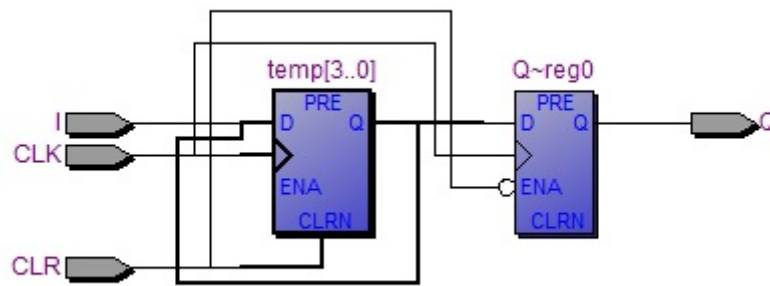 temp[3..0]
Q~reg0
PRE
PRE
I
D
Q
D
Q
Q
CLK
ENA
ENA
CLRN
CLRN
CLR